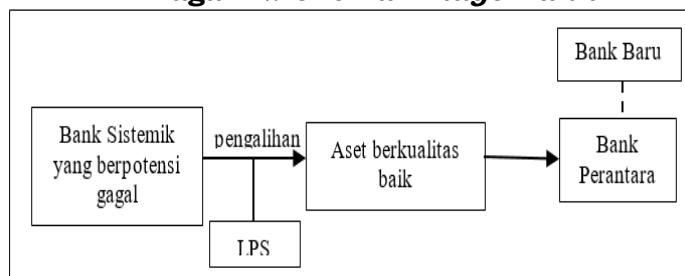 Bank Baru
Bank Sistemik
yang berpotensi
gagal
pengalihan
Aset berkualitas
baik
Bank
Perantara
LPS